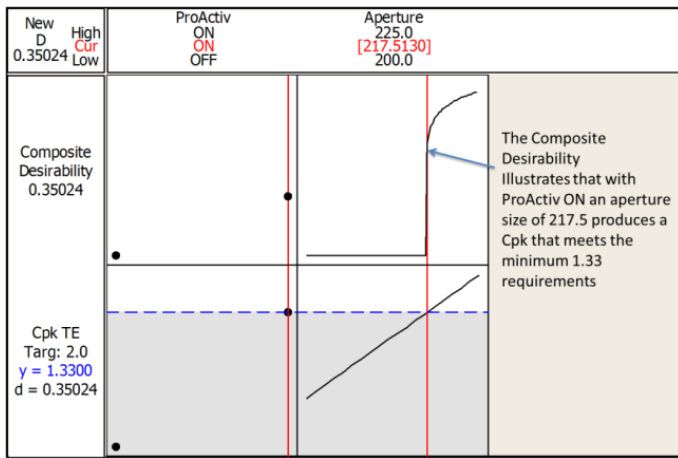 New
D
0.35024
High
Cur
Low
ProActiv
ON
ON
OFF
Aperture
225.0
[217.5130]
200.0
Composite
Desirability
0.35024
The Composite
Desirability
Illustrates that with
ProActiv ON an aperture
size of 217.5 produces a
Cpk that meets the
minimum 1.33
requirements
Cpk TE
Targ: 2.0
y = 1.3300
d = 0.35024